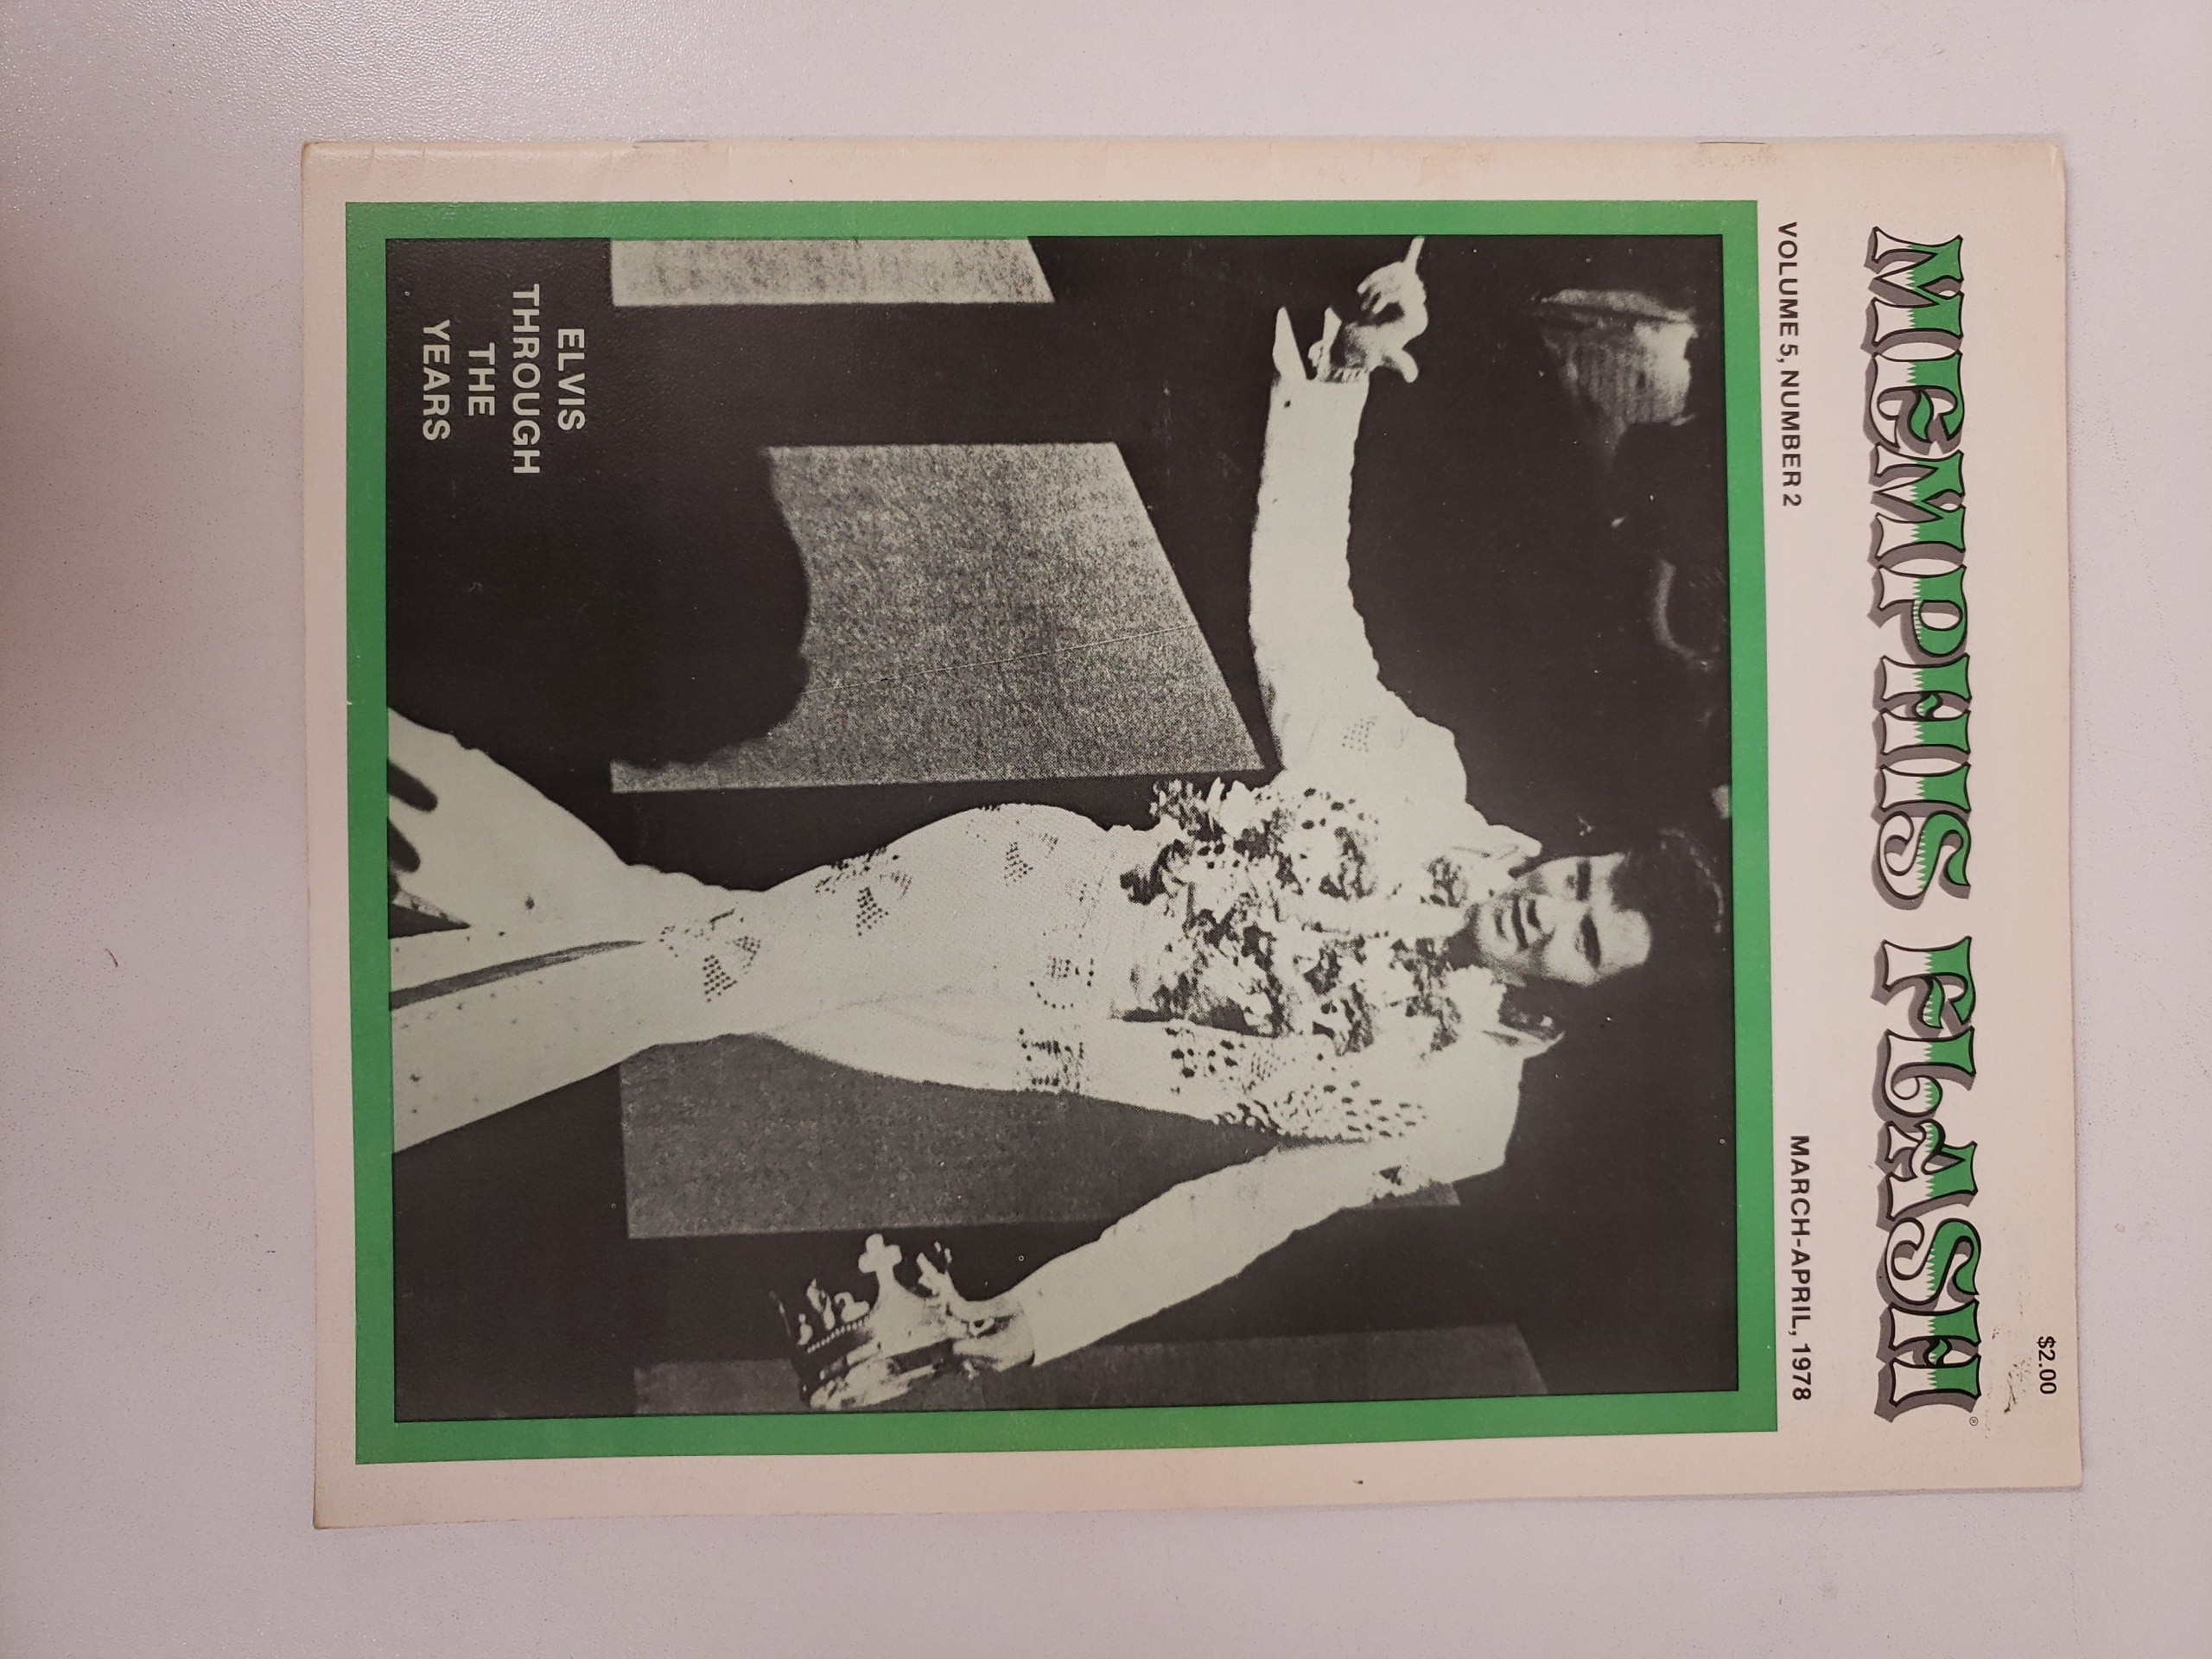 $2.00
MEMPHIS FLASH®
VOLUME 5, NUMBER 2
MARCH-APRIL, 1978
ELVIS
THROUGH
THE
YEARS